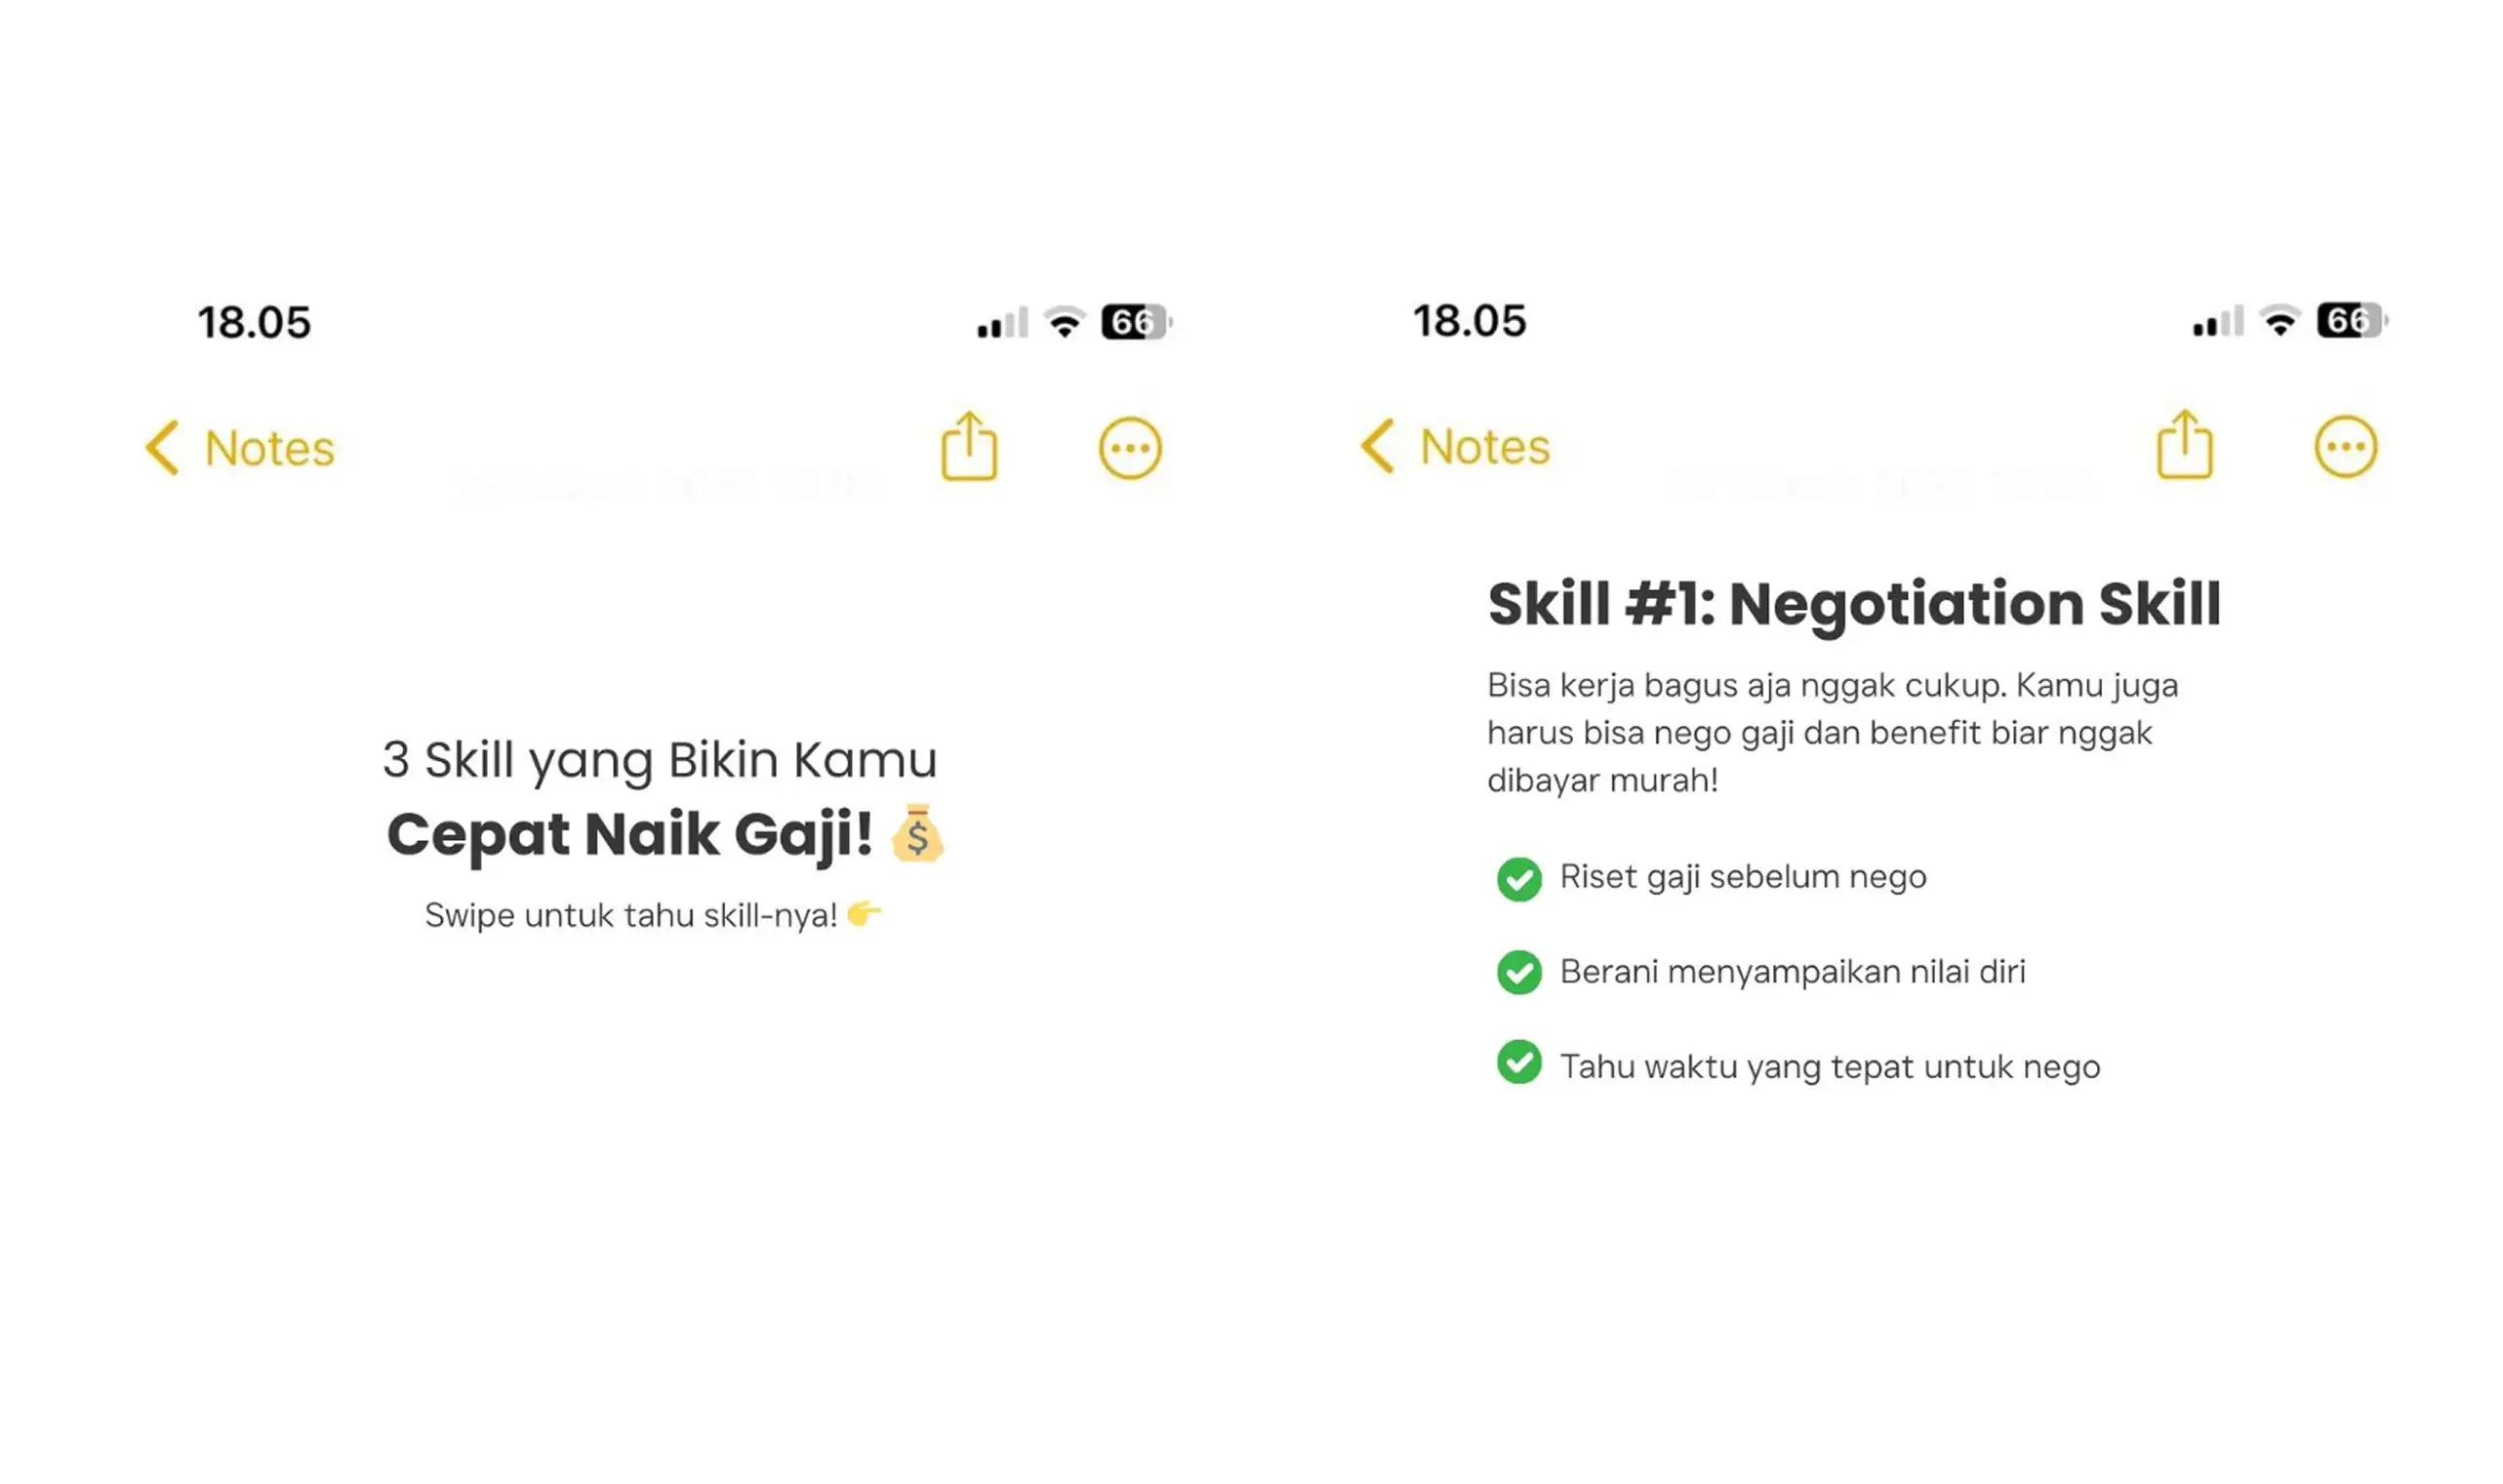 18.05
66
Notes
3 Skill yang Bikin Kamu
Cepat Naik Gaji! 💰
Swipe untuk tahu skill-nya! 👉
18.05
66
Notes
Skill #1: Negotiation Skill
Bisa kerja bagus aja nggak cukup. Kamu juga
harus bisa nego gaji dan benefit biar nggak
dibayar murah!
Riset gaji sebelum nego
Berani menyampaikan nilai diri
Tahu waktu yang tepat untuk nego